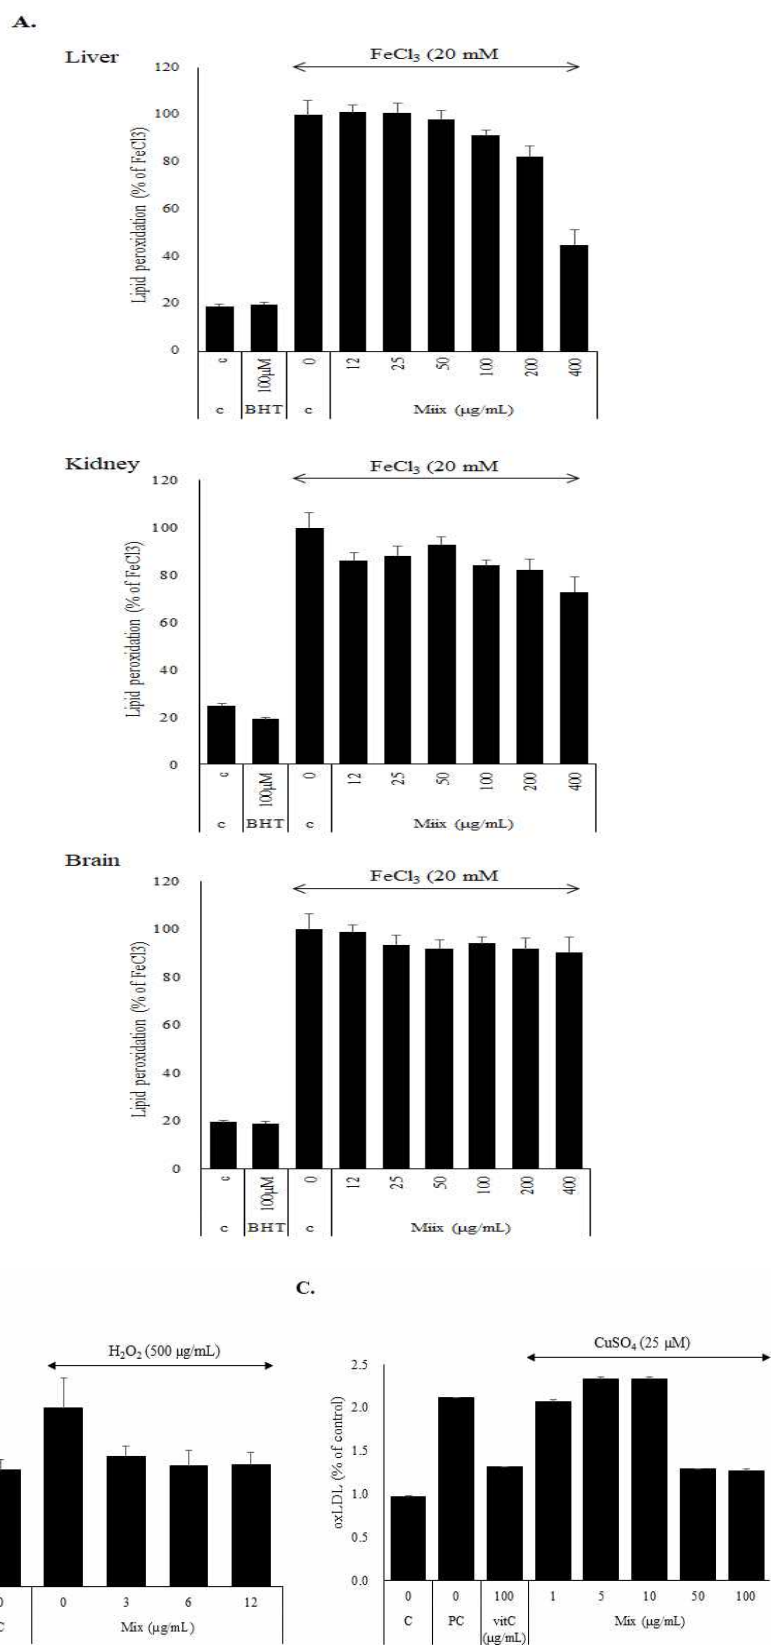 A.
Liver
FeCl₃ (20 mM
Lipid peroxidation (% of FeCl3)
120
100
80
60
40
20
0
c 100μM 0 12 25 50 100 200 400
c BHT c Miix (μg/mL)
Kidney
FeCl₃ (20 mM
Lipid peroxidation (% of FeCl3)
120
100
80
60
40
20
0
c 100μM 0 12 25 50 100 200 400
c BHT c Miix (μg/mL)
Brain
FeCl₃ (20 mM
Lipid peroxidation (% of FeCl3)
120
100
80
60
40
20
0
c 100μM 0 12 25 50 100 200 400
c BHT c Miix (μg/mL)
H₂O₂ (500 μg/mL)
0 0 3 6 12
C Mix (μg/mL)
C.
CuSO₄ (25 μM)
oxLDL (% of control)
2.5
2.0
1.5
1.0
0.5
0.0
0 0 100 1 5 10 50 100
C PC vitC Mix (μg/mL)
(μg/mL)